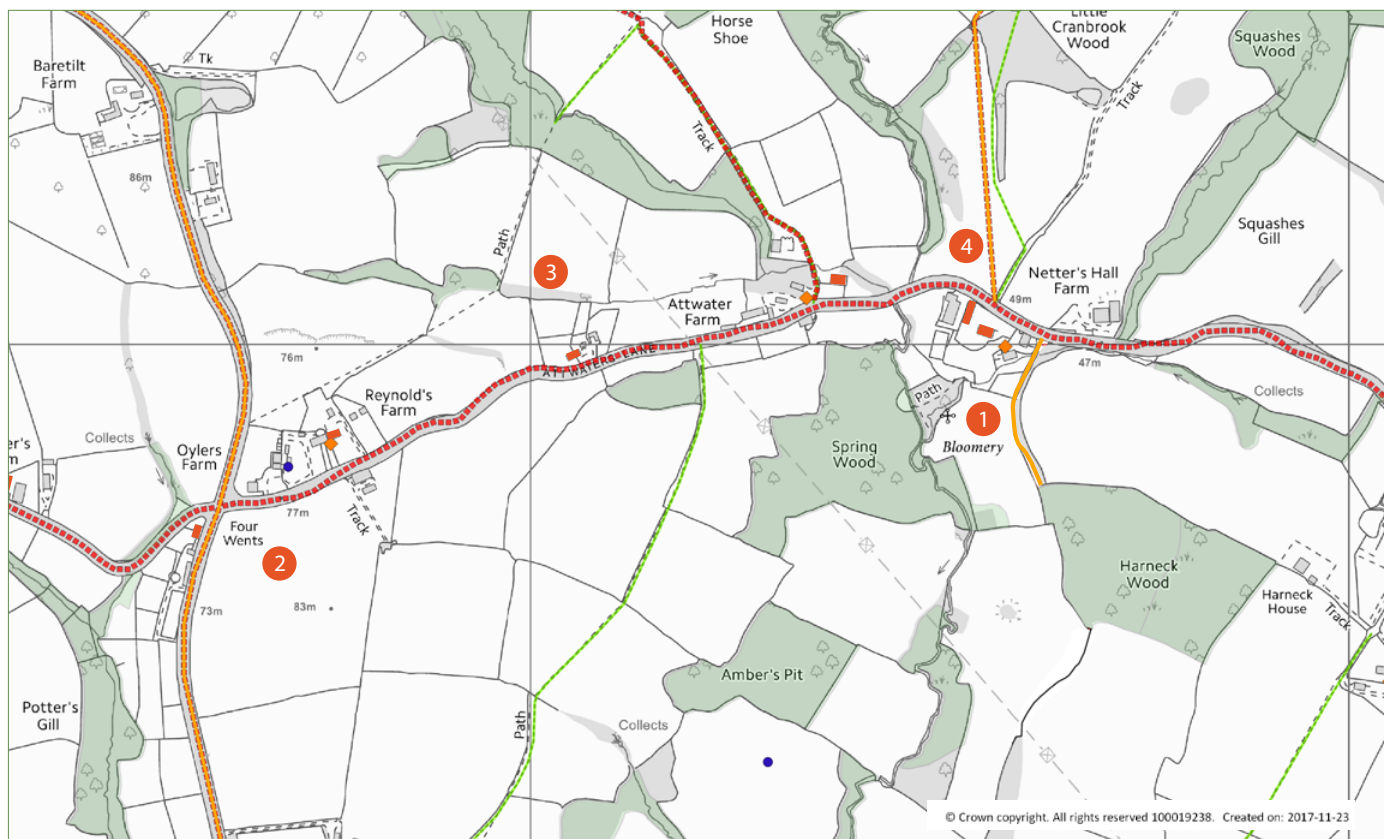 Horse
Shoe
Little
Cranbrook
Wood
Squashes
Wood
Tk
Baretilt
Farm
Track
Track
86m
4
3
Path
Squashes
Gill
Netter's Hall
Farm
49m
Attwater
Farm
ATTWATERS LANE
76m
47m
Reynold's
Farm
Path
Collects
1
Bloomery
Collects
Oylers
Farm
Spring
Wood
er's
m
77m
Four
Wents
Track
2
Harneck
Wood
Harneck
House
73m
83m
Track
Amber's Pit
Potter's
Gill
Path
Collects
© Crown copyright. All rights reserved 100019238. Created on: 2017-11-23